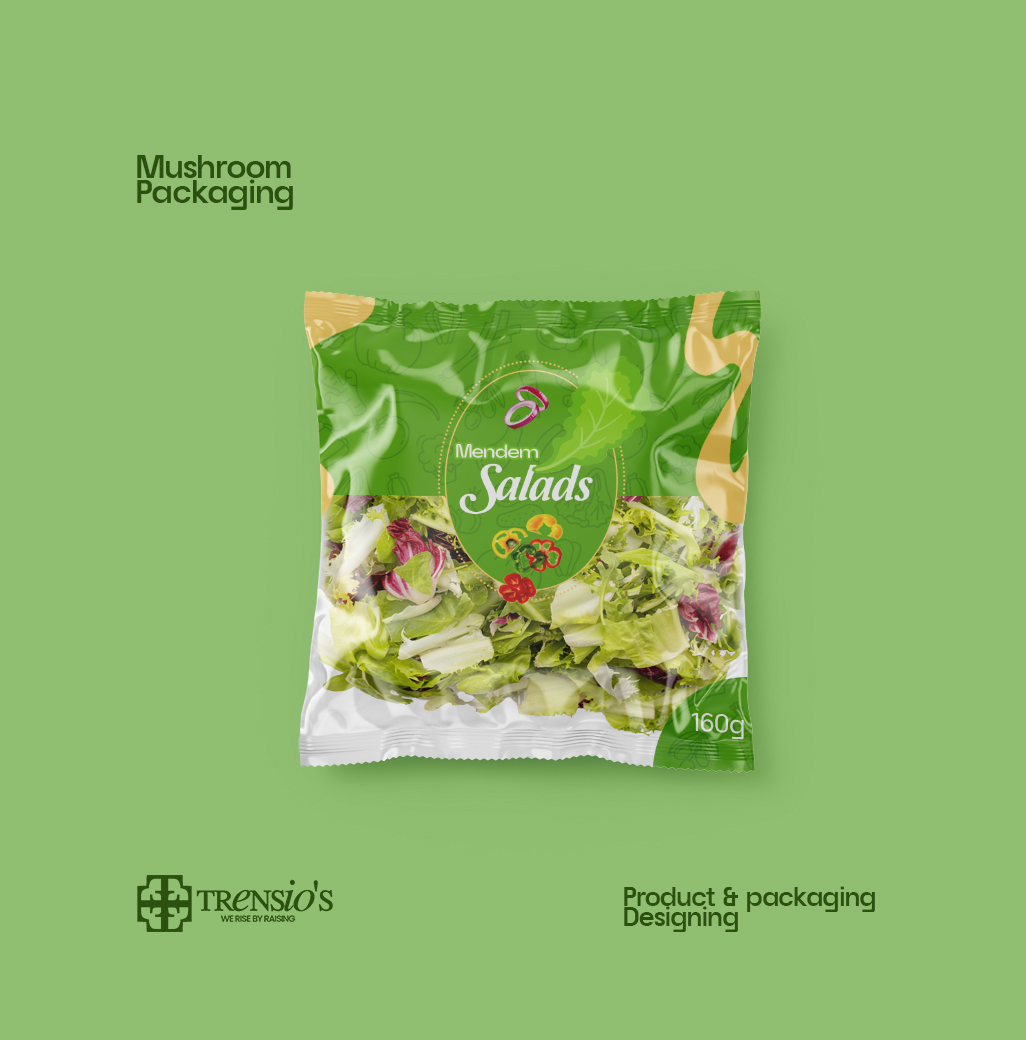 Mushroom
Packaging
Mendem
Salads
160g
TRENSIO'S
WE RISE BY RAISING
Product & packaging
Designing